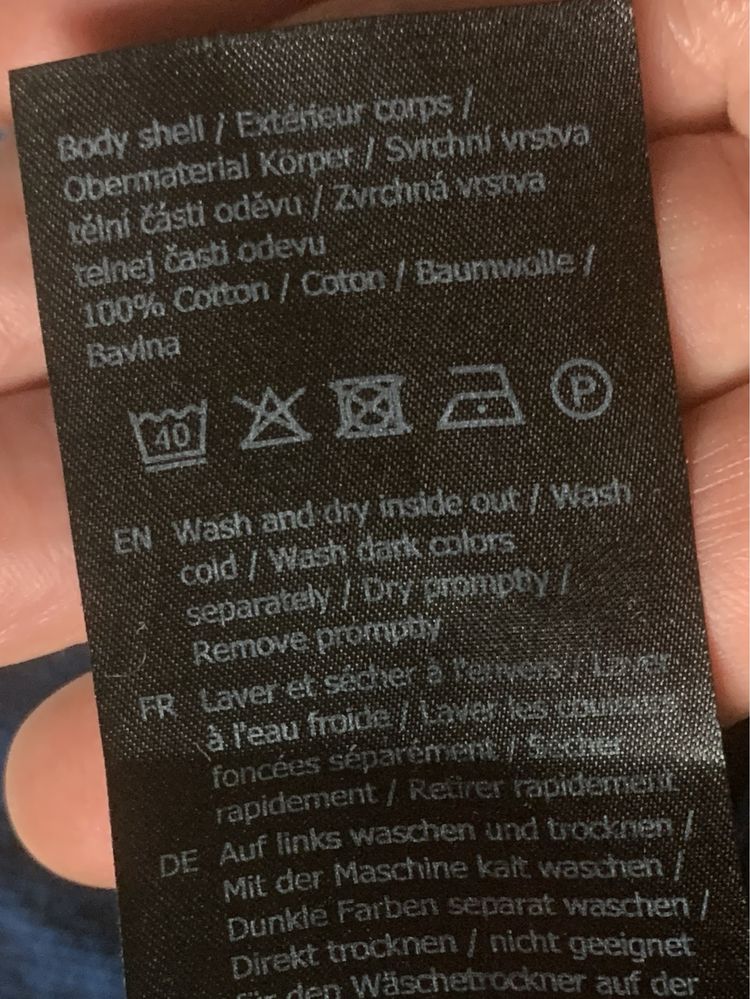 Body shell / Extérieur corps /
Obermaterial Körper / Svrchní vrstva
tělní části oděvu / Zvrchná vrstva
telnej časti odevu
100% Cotton / Coton / Baumwolle /
Bavlna
40 P
EN Wash and dry inside out / Wash
cold / Wash dark colors
separately / Dry promptly /
Remove promptly
FR Laver et sécher à l'envers / Laver
à l'eau froide / Laver les couleurs
foncées séparément / Sécher
rapidement / Retirer rapidement
DE Auf links waschen und trocknen /
Mit der Maschine kalt waschen /
Dunkle Farben separat waschen /
Direkt trocknen / nicht geeignet
für den Wäschetrockner auf der